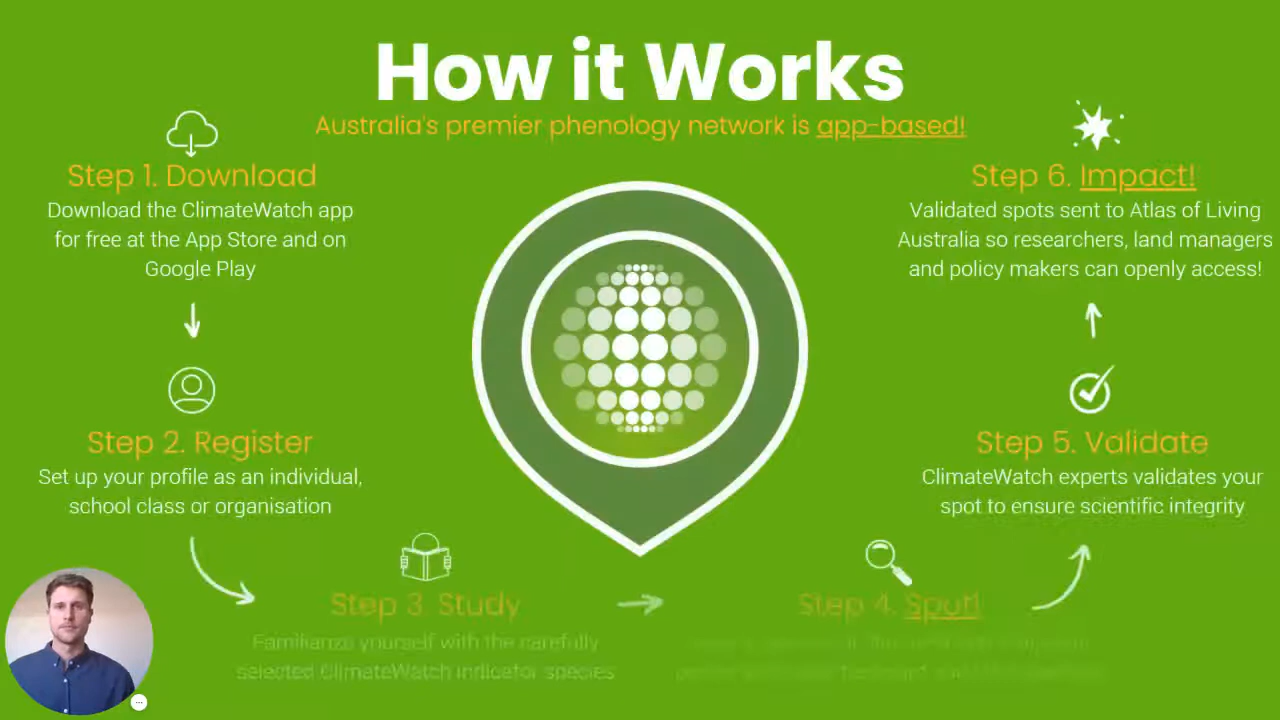 How it Works
Australia's premier phenology network is app-based!
Step 1. Download
Download the ClimateWatch app
for free at the App Store and on
Google Play
Step 2. Register
Set up your profile as an individual,
school class or organisation
Step 3. Study
yourself with the carefully
selected ClimateWatch indicator species
Step 4. Spot!
Step 5. Validate
ClimateWatch experts validates your
spot to ensure scientific integrity
Step 6. Impact!
Validated spots sent to Atlas of Living
Australia so researchers, land managers
and policy makers can openly access!